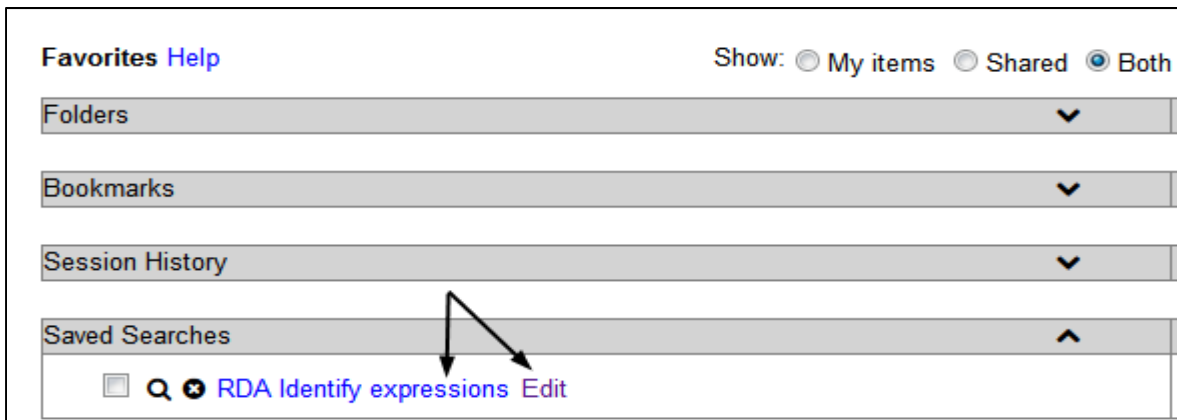 Favorites Help Show: My items Shared Both
Folders
Bookmarks
Session History
Saved Searches
RDA Identify expressions Edit